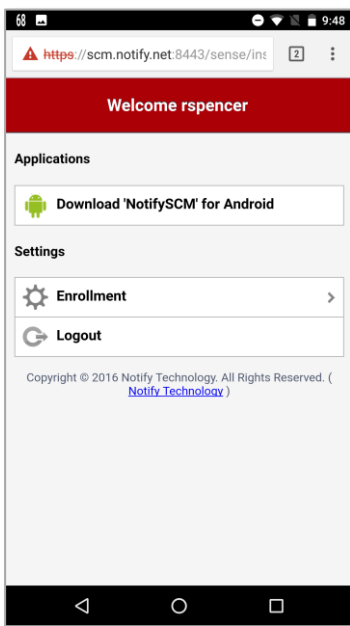 68 9:48
https://scm.notify.net:8443/sense/ins 2
Welcome rspencer
Applications
Download 'NotifySCM' for Android
Settings
Enrollment
Logout
Copyright © 2016 Notify Technology. All Rights Reserved. (
Notify Technology )